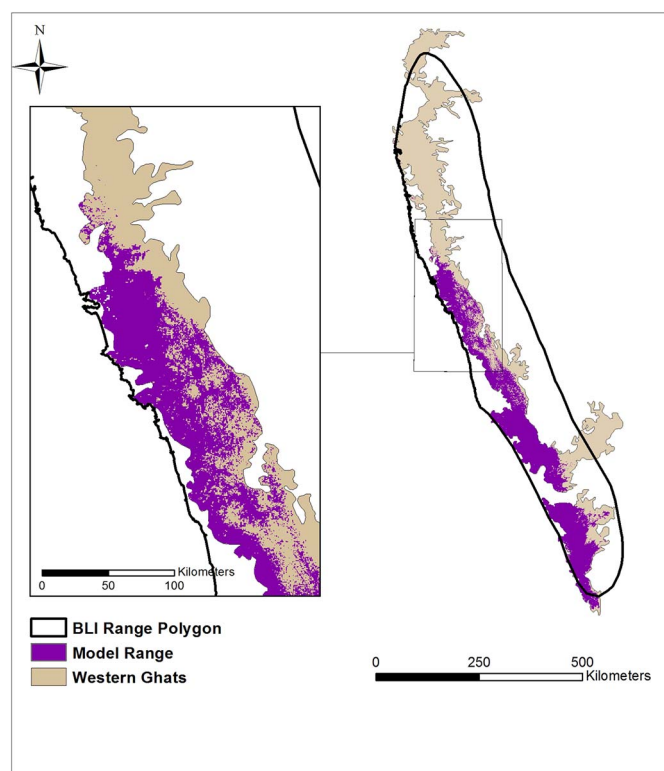 N
0 50 100
Kilometers
BLI Range Polygon
Model Range
Western Ghats
0 250 500
Kilometers